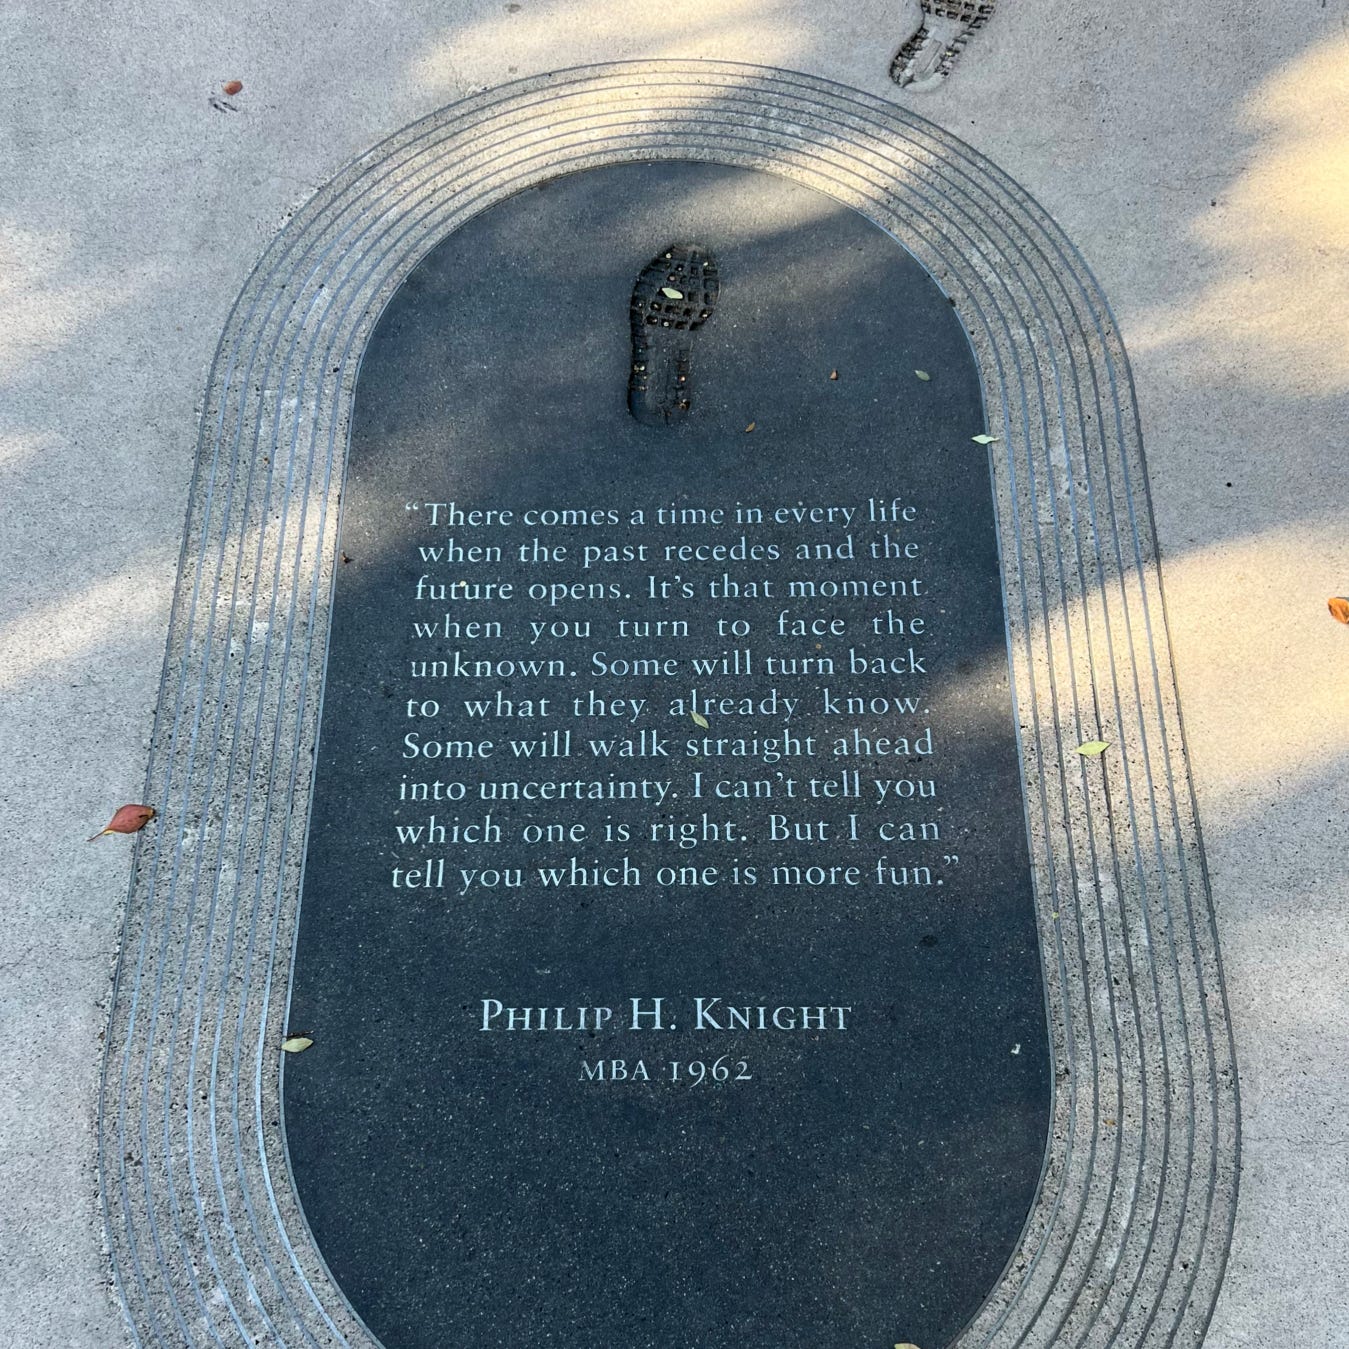 “There comes a time in every life
when the past recedes and the
future opens. It’s that moment
when you turn to face the
unknown. Some will turn back
to what they already know.
Some will walk straight ahead
into uncertainty. I can’t tell you
which one is right. But I can
tell you which one is more fun.”
PHILIP H. KNIGHT
MBA 1962